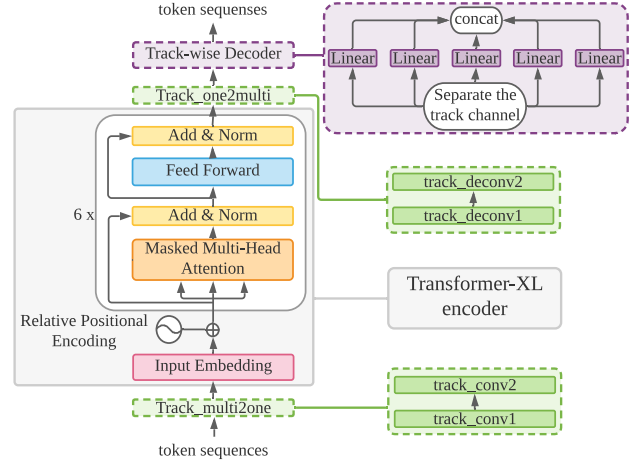 token sequenses
Track-wise Decoder
Track_one2multi
Add & Norm
Feed Forward
6 x
Add & Norm
Masked Multi-Head
Attention
Relative Positional
Encoding
Input Embedding
Track_multi2one
token sequences
concat
Linear Linear Linear Linear Linear
Separate the
track channel
track_deconv2
track_deconv1
Transformer-XL
encoder
track_conv2
track_conv1